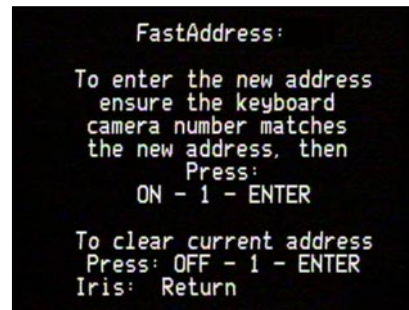 FastAddress:
To enter the new address
ensure the keyboard
camera number matches
the new address, then
Press:
ON - 1 - ENTER
To clear current address
Press: OFF - 1 - ENTER
Iris: Return